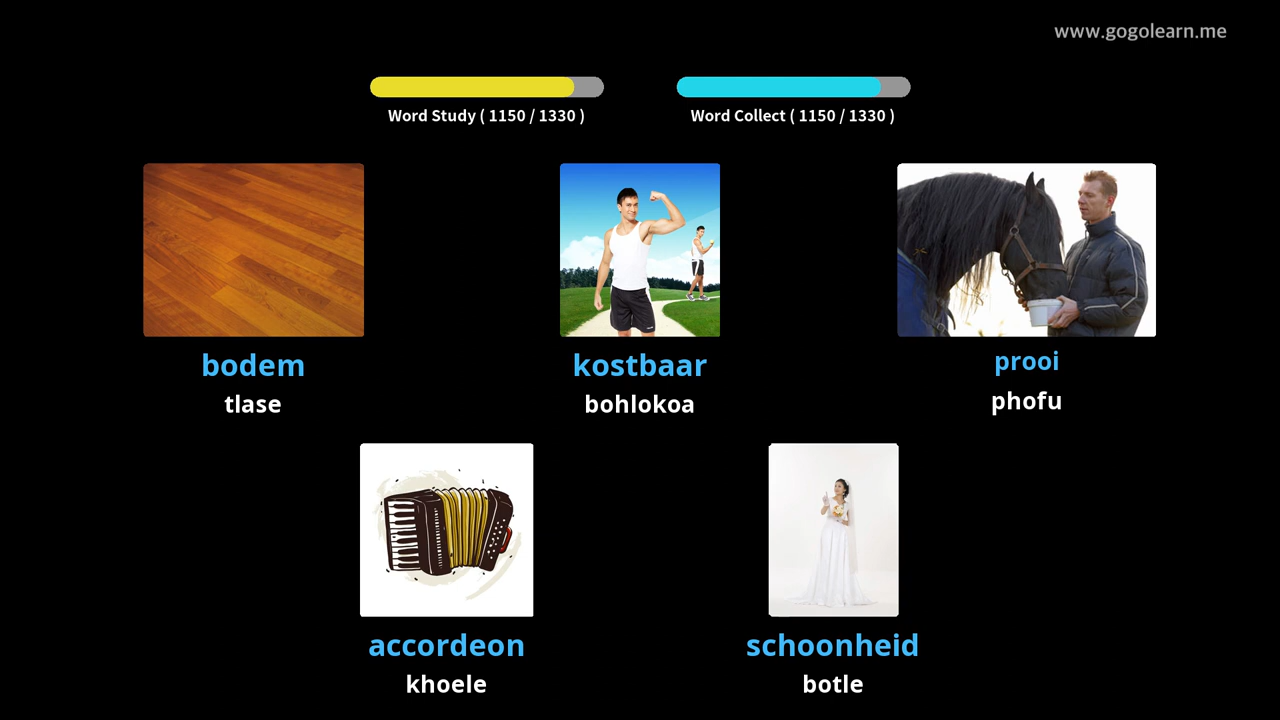 www.gogolearn.me
Word Study ( 1150 / 1330 )
Word Collect ( 1150 / 1330 )
bodem
tlase
kostbaar
bohlokoa
prooi
phofu
accordeon
khoele
schoonheid
botle